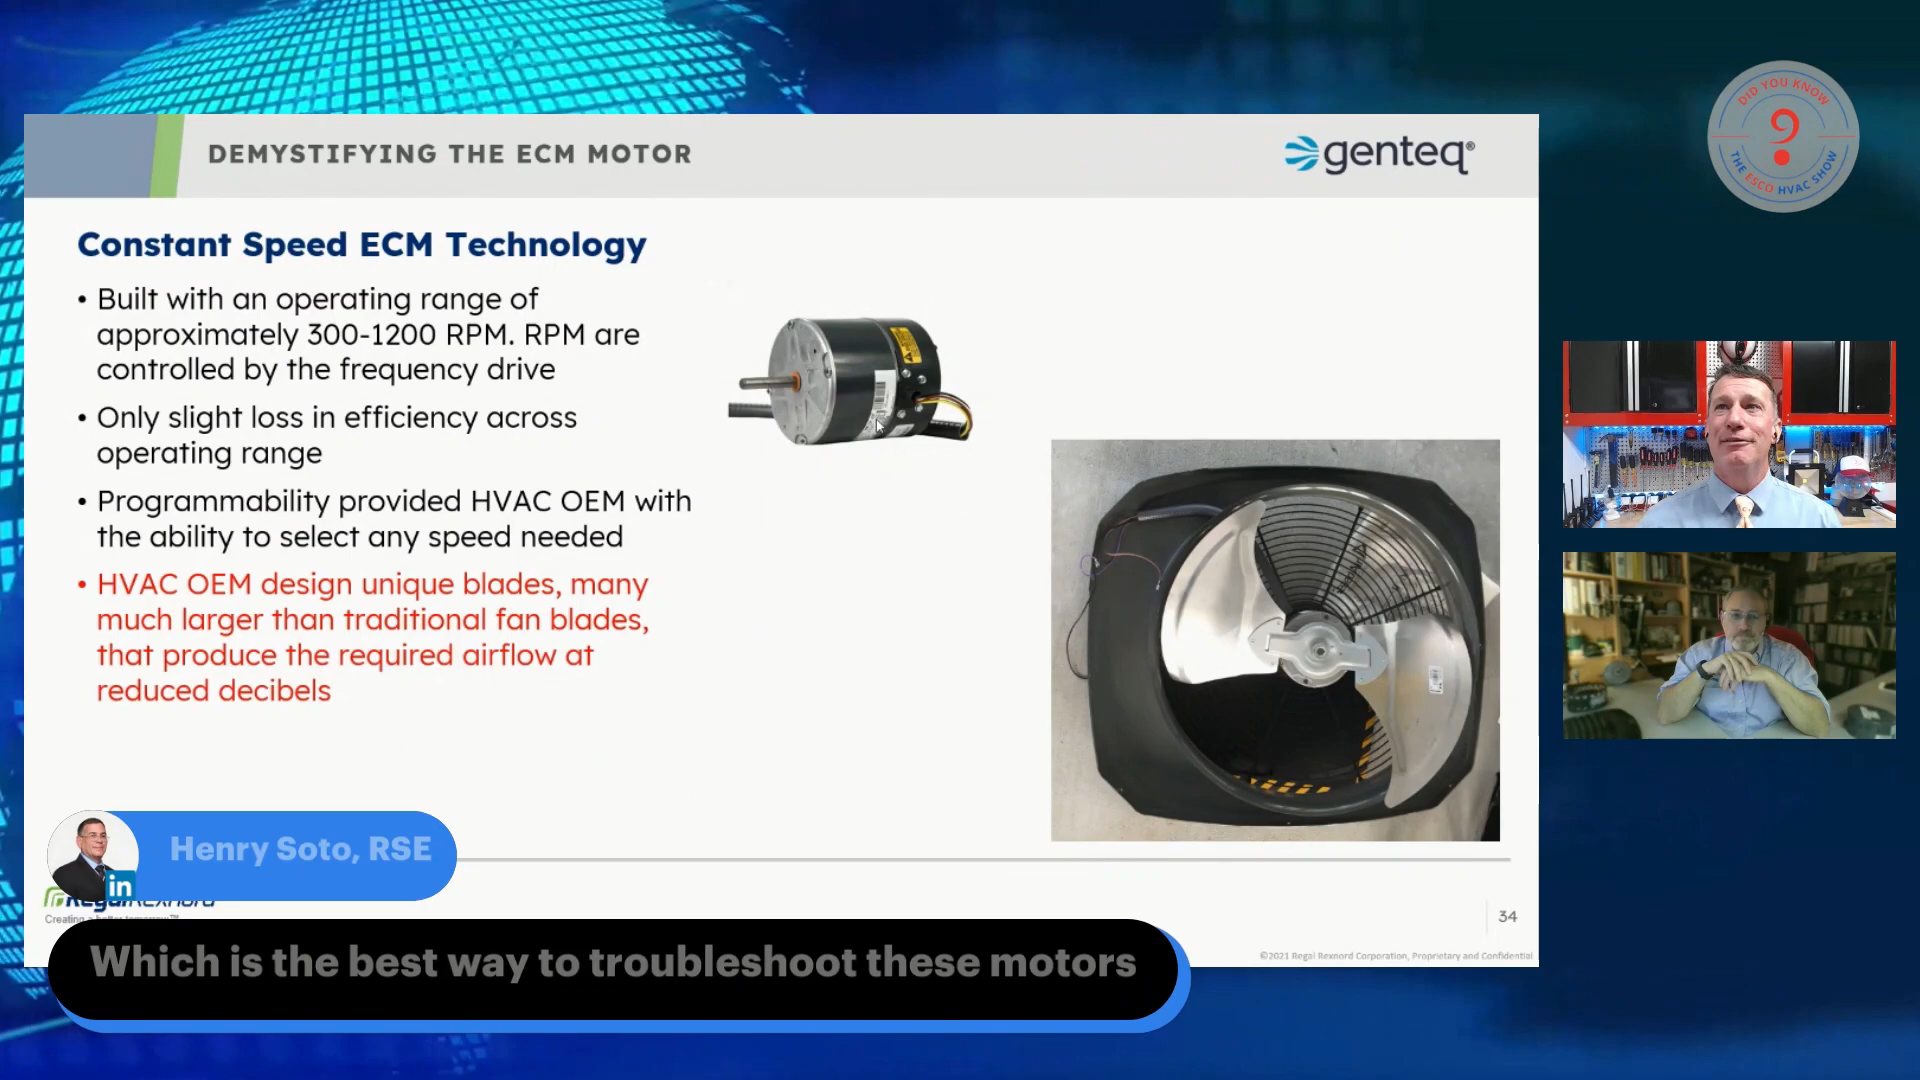 DID YOU KNOW
?
THE ESCO HVAC SHOW
DEMYSTIFYING THE ECM MOTOR
genteq®
Constant Speed ECM Technology
• Built with an operating range of
approximately 300-1200 RPM. RPM are
controlled by the frequency drive
• Only slight loss in efficiency across
operating range
• Programmability provided HVAC OEM with
the ability to select any speed needed
• HVAC OEM design unique blades, many
much larger than traditional fan blades,
that produce the required airflow at
reduced decibels
Henry Soto, RSE
in
RegalRexnord
Creating a better tomorrow™
34
©2021 Regal Rexnord Corporation, Proprietary and Confidential
Which is the best way to troubleshoot these motors